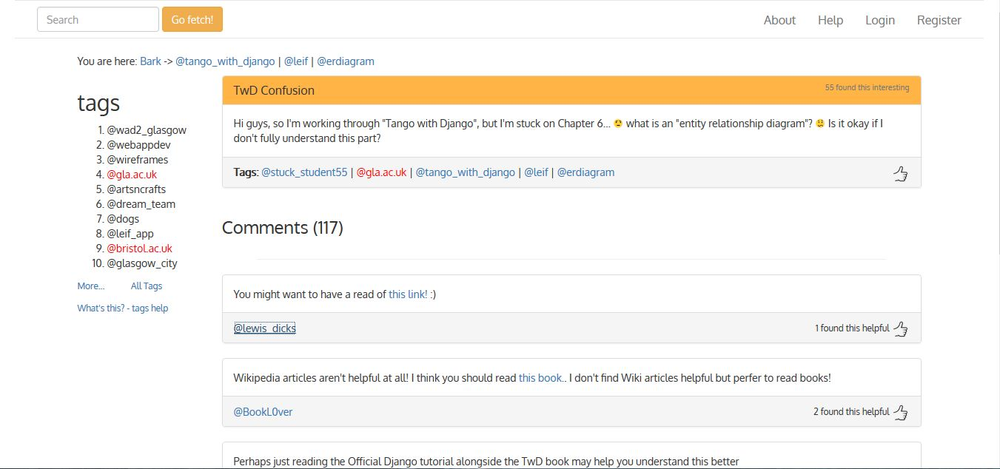 Search Go fetch! About Help Login Register
You are here: Bark -> @tango_with_django | @leif | @erdiagram
tags
1. @wad2_glasgow
2. @webappdev
3. @wireframes
4. @gla.ac.uk
5. @artsncrafts
6. @dream_team
7. @dogs
8. @leif_app
9. @bristol.ac.uk
10. @glasgow_city
More... All Tags
What's this? - tags help
TwD Confusion 55 found this interesting
Hi guys, so I'm working through "Tango with Django", but I'm stuck on Chapter 6... what is an "entity relationship diagram"? Is it okay if I
don't fully understand this part?
Tags: @stuck_student55 | @gla.ac.uk | @tango_with_django | @leif | @erdiagram
Comments (117)
You might want to have a read of this link! :)
@lewis_dicks 1 found this helpful
Wikipedia articles aren't helpful at all! I think you should read this book.. I don't find Wiki articles helpful but perfer to read books!
@BookL0ver 2 found this helpful
Perhaps just reading the Official Django tutorial alongside the TwD book may help you understand this better